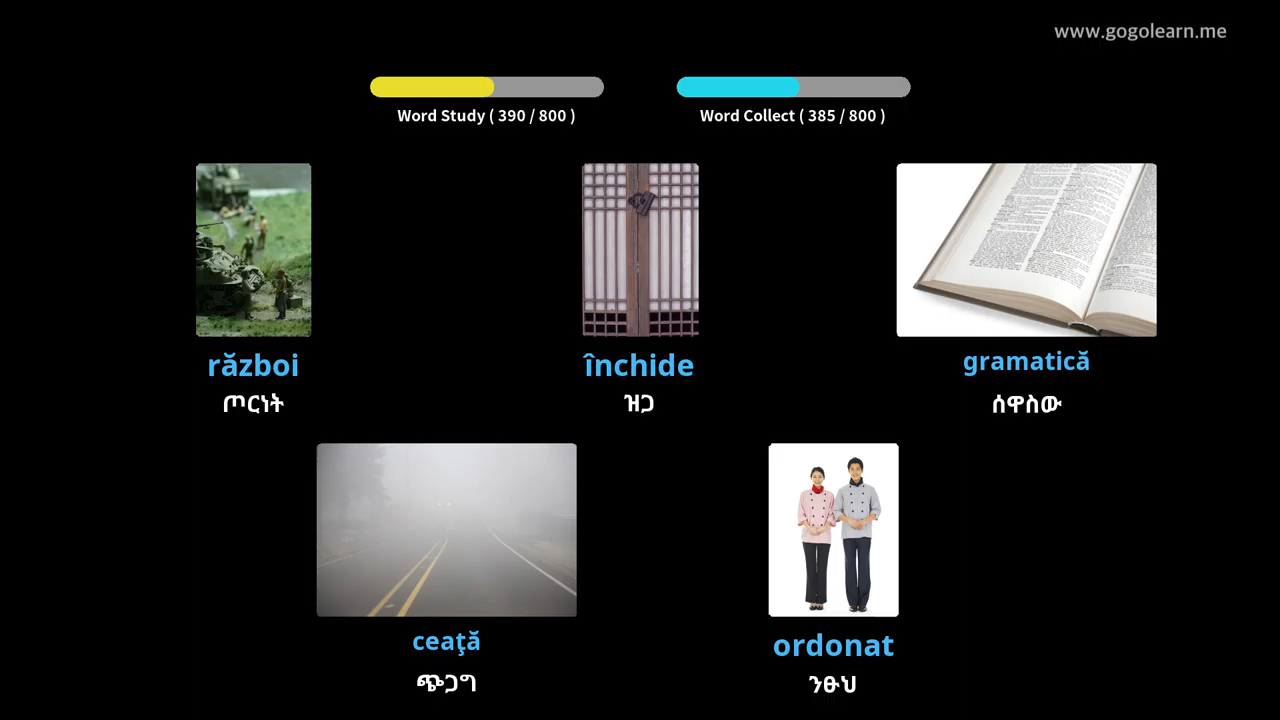 www.gogolearn.me
Word Study ( 390 / 800 )
Word Collect ( 385 / 800 )
război
ጦርነት
închide
ዝጋ
gramatică
ሰዋስው
ceaţă
ጭጋግ
ordonat
ንፁህ